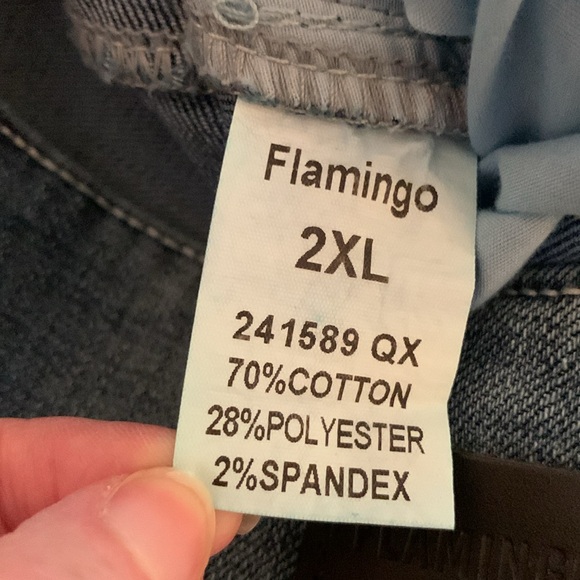 Flamingo
2XL
241589 QX
70%COTTON
28%POLYESTER
2%SPANDEX